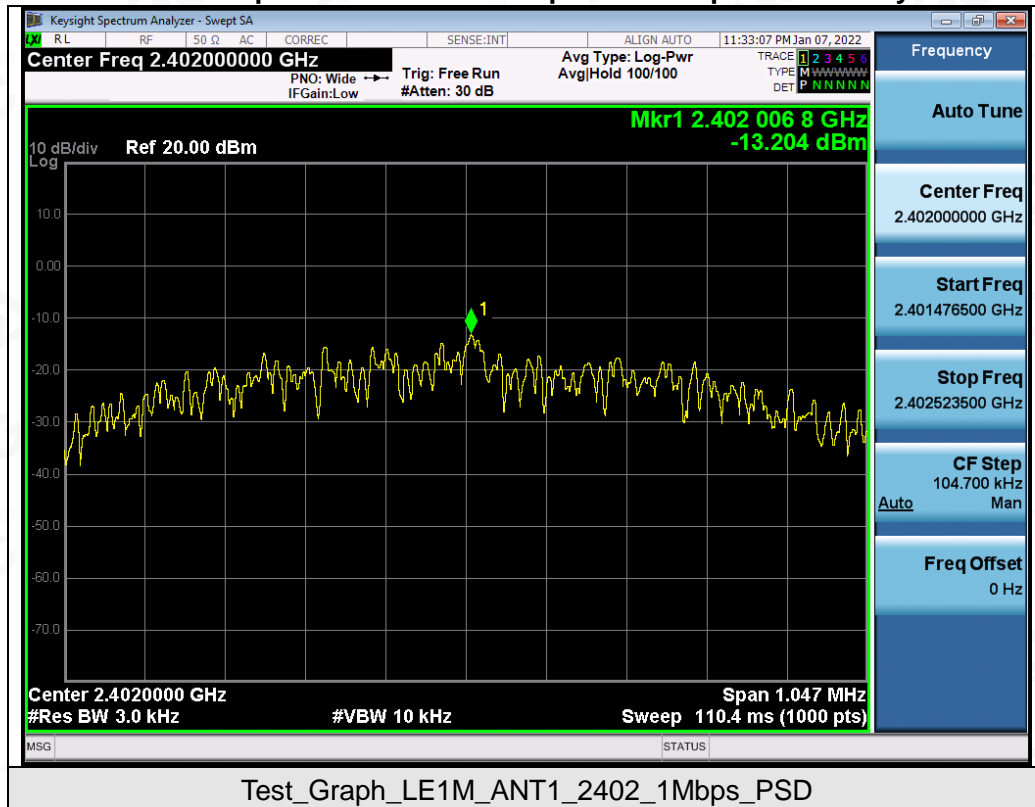 Keysight Spectrum Analyzer - Swept SA
LXI RL RF 50 Ω AC CORREC SENSE:INT ALIGN AUTO 11:33:07 PM Jan 07, 2022
Center Freq 2.402000000 GHz
PNO: Wide
IFGain:Low
Trig: Free Run
#Atten: 30 dB
Avg Type: Log-Pwr
Avg|Hold 100/100
TRACE 1 2 3 4 5 6
TYPE M WWWWW
DET P N N N N N
Mkr1 2.402 006 8 GHz
-13.204 dBm
10 dB/div Ref 20.00 dBm
Log
10.0
0.00
-10.0
-20.0
-30.0
-40.0
-50.0
-60.0
-70.0
1
Center 2.4020000 GHz Span 1.047 MHz
#Res BW 3.0 kHz #VBW 10 kHz Sweep 110.4 ms (1000 pts)
MSG STATUS
Frequency
Auto Tune
Center Freq
2.402000000 GHz
Start Freq
2.401476500 GHz
Stop Freq
2.402523500 GHz
CF Step
104.700 kHz
Auto Man
Freq Offset
0 Hz
Test_Graph_LE1M_ANT1_2402_1Mbps_PSD